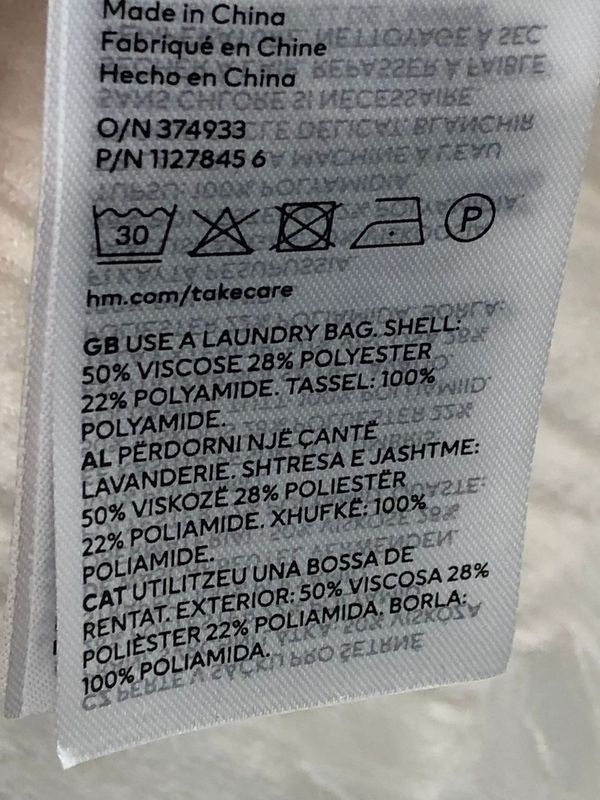 Made in China
Fabriqué en Chine
Hecho en China
O/N 374933
P/N 1127845 6
30
P
hm.com/takecare
GB USE A LAUNDRY BAG. SHELL:
50% VISCOSE 28% POLYESTER
22% POLYAMIDE. TASSEL: 100%
POLYAMIDE.
AL PËRDORNI NJË ÇANTË
LAVANDERIE. SHTRESA E JASHTME:
50% VISKOZË 28% POLIESTËR
22% POLIAMIDE. XHUFKË: 100%
POLIAMIDE.
CAT UTILITZEU UNA BOSSA DE
RENTAT. EXTERIOR: 50% VISCOSA 28%
POLIÈSTER 22% POLIAMIDA. BORLA:
100% POLIAMIDA.